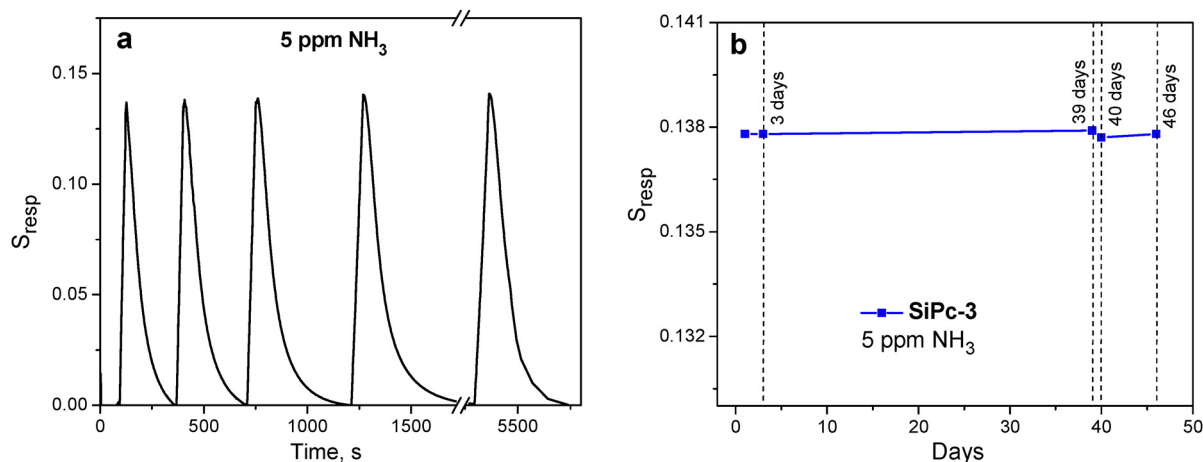 a
5 ppm NH3
0.15
0.10
0.05
0.00
Sresp
0 500 1000 1500 5500
Time, s
b
0.141
0.138
0.135
0.132
Sresp
3 days
39 days
40 days
46 days
SiPc-3
5 ppm NH3
0 10 20 30 40 50
Days